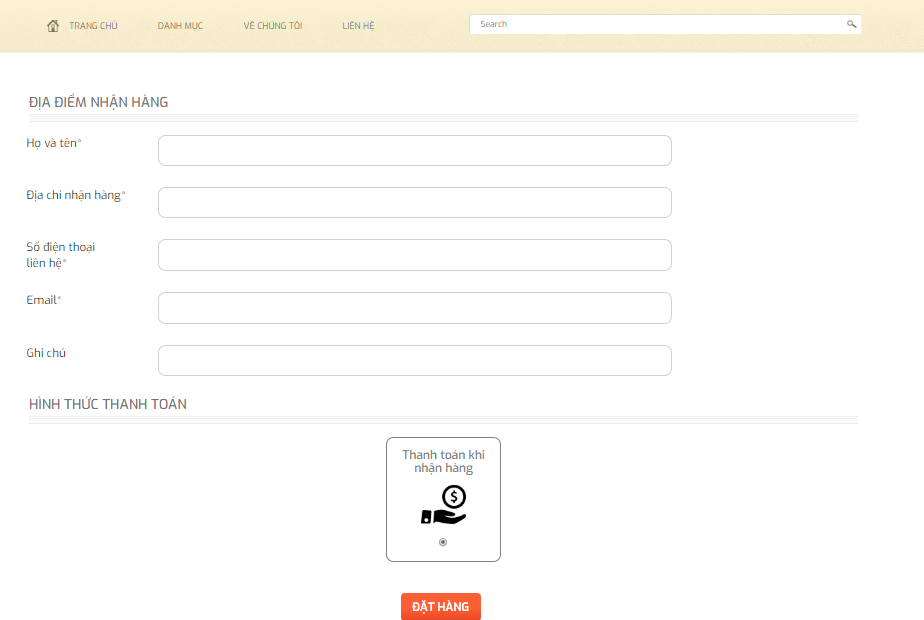 TRANG CHỦ DANH MỤC VỀ CHÚNG TÔI LIÊN HỆ Search
ĐỊA ĐIỂM NHẬN HÀNG
Họ và tên*
Địa chỉ nhận hàng*
Số điện thoại
liên hệ*
Email*
Ghi chú
HÌNH THỨC THANH TOÁN
Thanh toán khi
nhận hàng
$
ĐẶT HÀNG